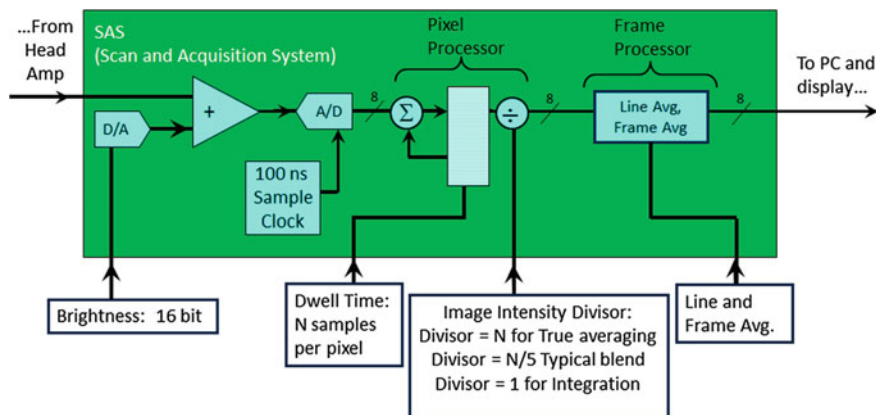 ...From
Head
Amp
SAS
(Scan and Acquisition System)
Pixel
Processor
Frame
Processor
To PC and
display...
D/A
+
A/D
8
Σ
÷
8
Line Avg,
Frame Avg
8
100 ns
Sample
Clock
Brightness: 16 bit
Dwell Time:
N samples
per pixel
Image Intensity Divisor:
Divisor = N for True averaging
Divisor = N/5 Typical blend
Divisor = 1 for Integration
Line and
Frame Avg.